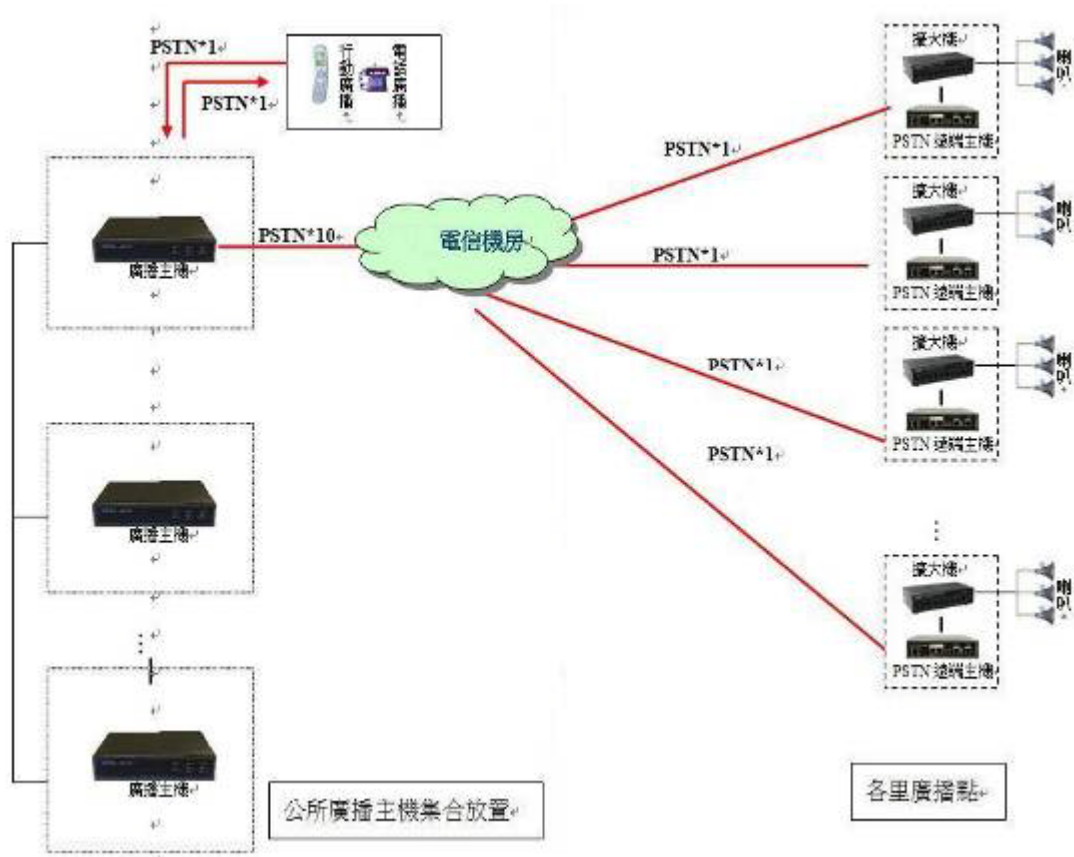 PSTN*1
行動廣播
電話廣播
PSTN*1
廣播主機
PSTN*10
電信機房
PSTN*1
PSTN*1
PSTN*1
PSTN*1
擴大機
PSTN 遠端主機
擴大機
PSTN 遠端主機
擴大機
PSTN 遠端主機
⋮
擴大機
PSTN 遠端主機
廣播主機
⋮
廣播主機
公所廣播主機集合放置
各里廣播點